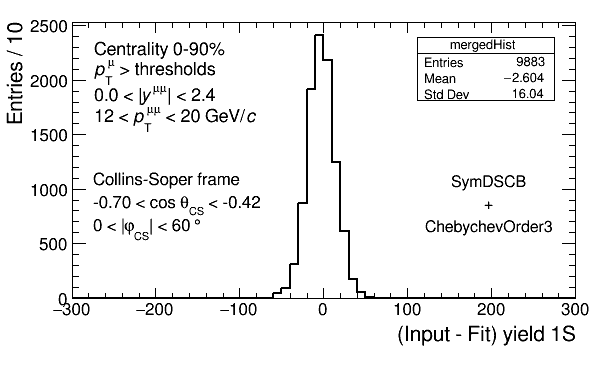 Entries / 10
2500
2000
1500
1000
500
0
−300 −200 −100 0 100 200 300
(Input - Fit) yield 1S
Centrality 0-90%
p_T^μ > thresholds
0.0 < |y^μμ| < 2.4
12 < p_T^μμ < 20 GeV/c
Collins-Soper frame
-0.70 < cos θ_CS < -0.42
0 < |φ_CS| < 60 °
mergedHist
Entries 9883
Mean −2.604
Std Dev 16.04
SymDSCB
+
ChebychevOrder3